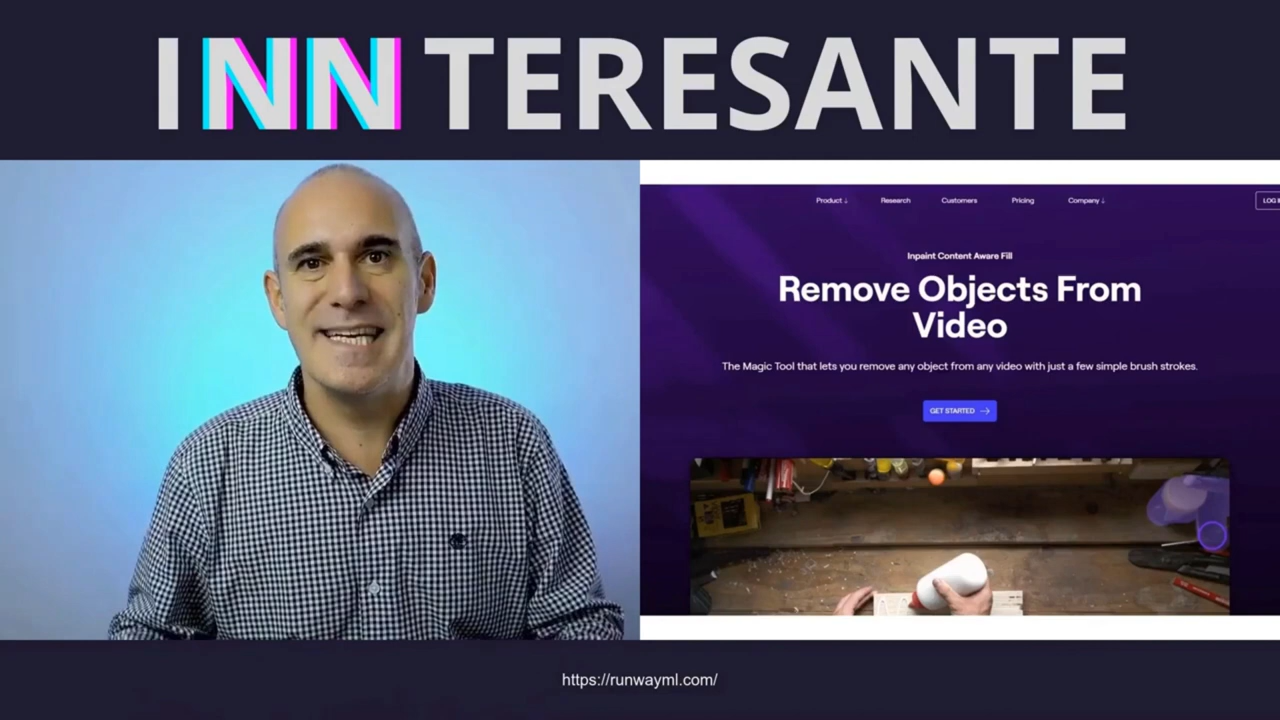 INNTERESANTE
Product ↓ Research Customers Pricing Company ↓
Inpaint Content Aware Fill
Remove Objects From
Video
The Magic Tool that lets you remove any object from any video with just a few simple brush strokes.
GET STARTED →
https://runwayml.com/